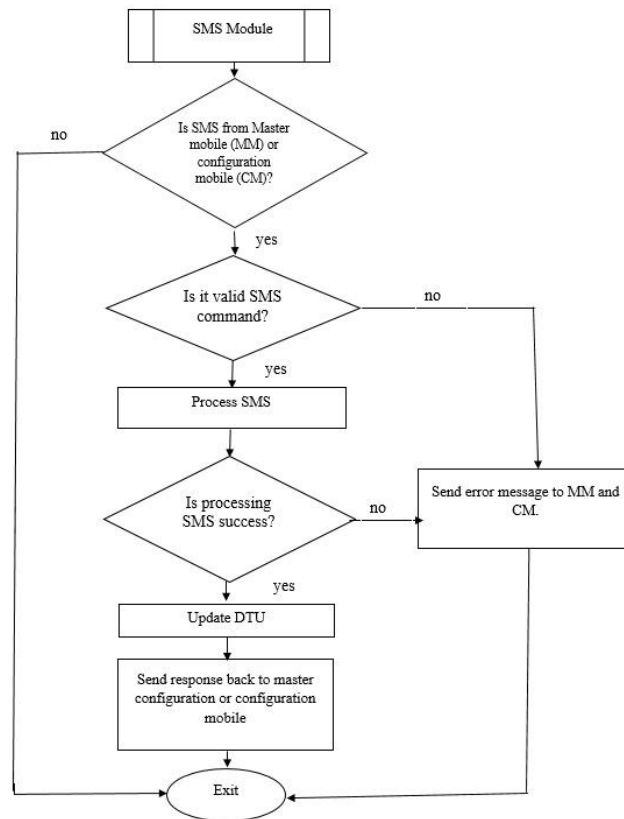 SMS Module
Is SMS from Master
mobile (MM) or
configuration
mobile (CM)?
no
yes
Is it valid SMS
command?
no
yes
Process SMS
Is processing
SMS success?
no
Send error message to MM and
CM.
yes
Update DTU
Send response back to master
configuration or configuration
mobile
Exit